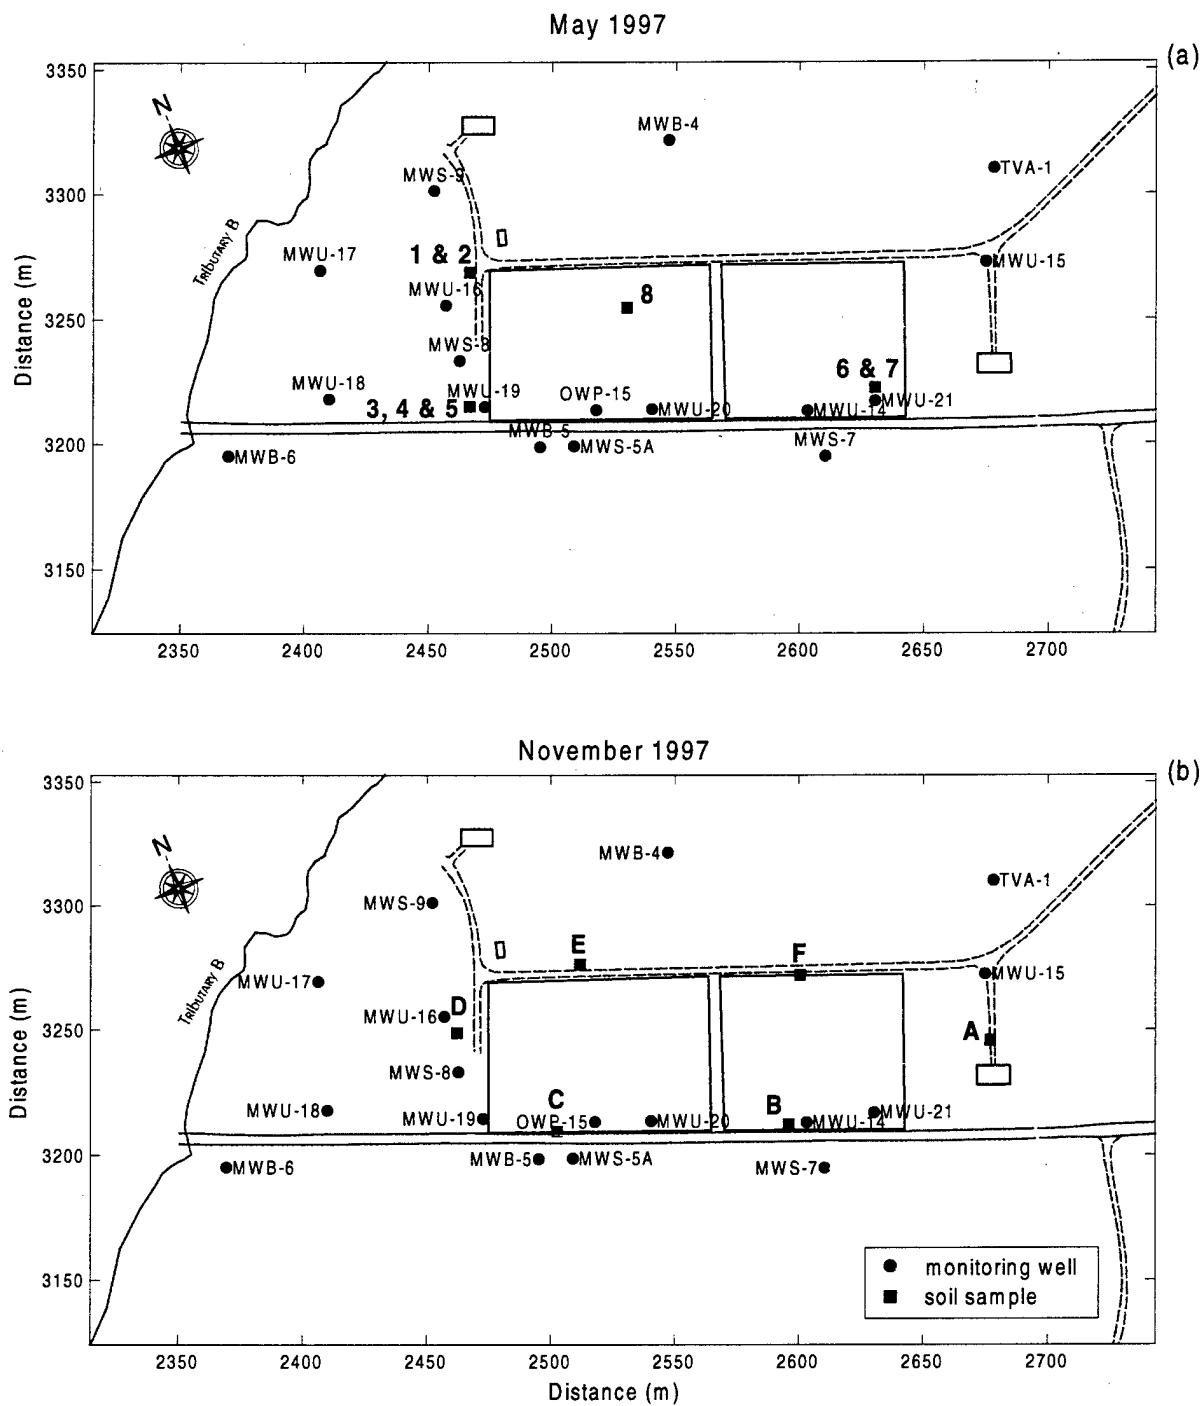 May 1997
(a)
3350
N
MWB-4
TVA-1
3300
MWS-9
Tributary B
MWU-17
1 & 2
MWU-15
MWU-16
8
3250
MWS-8
6 & 7
MWU-18
MWU-19
OWP-15
3, 4 & 5
MWU-20
MWU-14
MWU-21
3200
MWB-5
MWS-5A
MWS-7
MWB-6
3150
Distance (m)
2350 2400 2450 2500 2550 2600 2650 2700
November 1997
(b)
3350
N
MWB-4
TVA-1
3300
MWS-9
E
F
Tributary B
MWU-17
MWU-15
MWU-16
D
A
3250
MWS-8
MWU-18
MWU-19
C
OWP-15
MWU-20
B
MWU-14
MWU-21
3200
MWB-6
MWB-5
MWS-5A
MWS-7
3150
Distance (m)
monitoring well
soil sample
2350 2400 2450 2500 2550 2600 2650 2700
Distance (m)